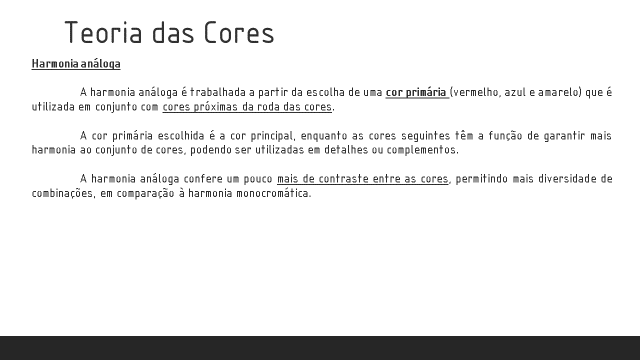 Teoria das Cores
Harmonia análoga
A harmonia análoga é trabalhada a partir da escolha de uma cor primária (vermelho, azul e amarelo) que é
utilizada em conjunto com cores próximas da roda das cores.
A cor primária escolhida é a cor principal, enquanto as cores seguintes têm a função de garantir mais
harmonia ao conjunto de cores, podendo ser utilizadas em detalhes ou complementos.
A harmonia análoga confere um pouco mais de contraste entre as cores, permitindo mais diversidade de
combinações, em comparação à harmonia monocromática.